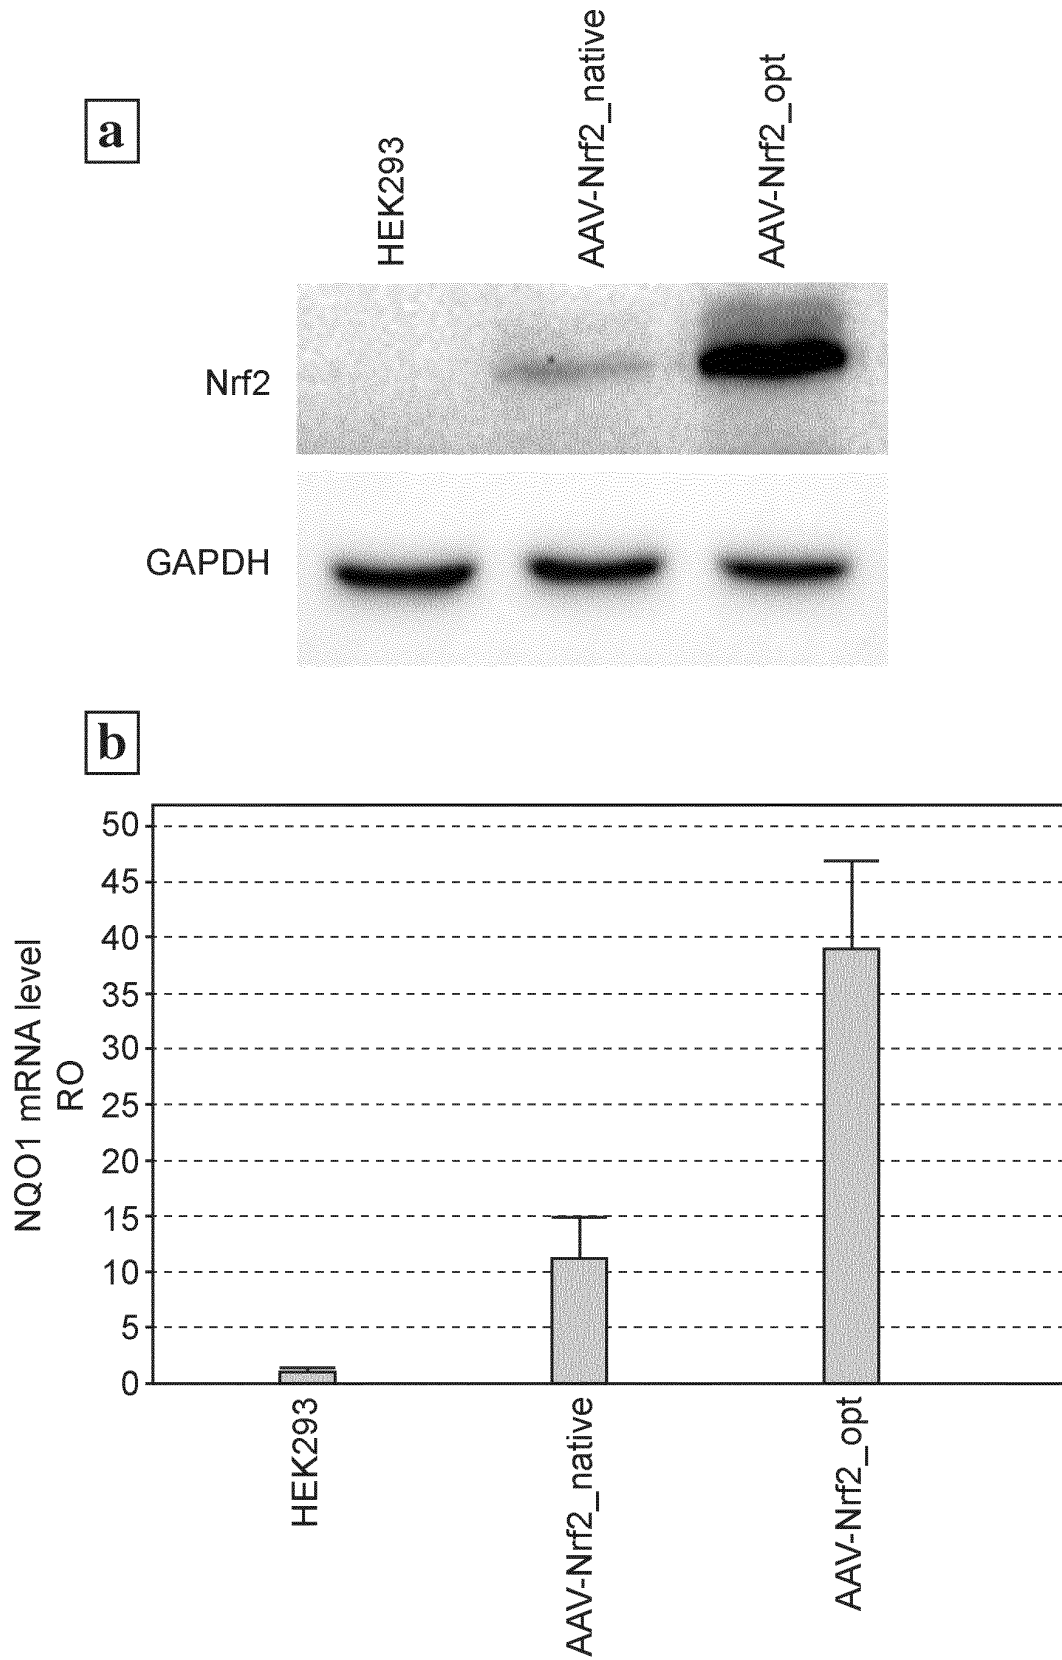 a
HEK293
AAV-Nrf2_native
AAV-Nrf2_opt
Nrf2
GAPDH
b
NQO1 mRNA level
RO
50
45
40
35
30
25
20
15
10
5
0
HEK293
AAV-Nrf2_native
AAV-Nrf2_opt